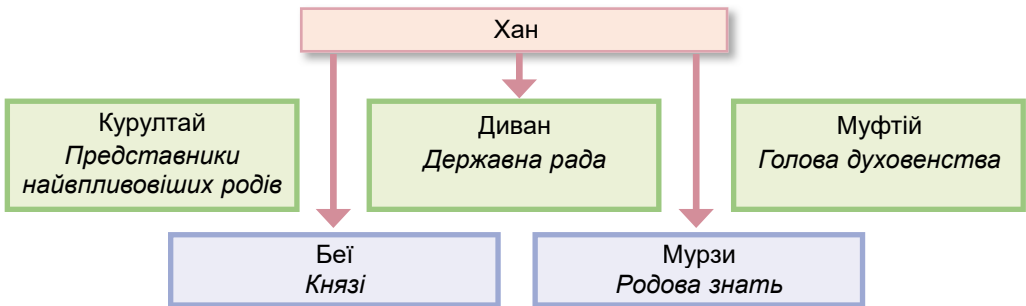 Хан
Курултай
Представники
найвпливовіших родів
Диван
Державна рада
Муфтій
Голова духовенства
Беї
Князі
Мурзи
Родова знать